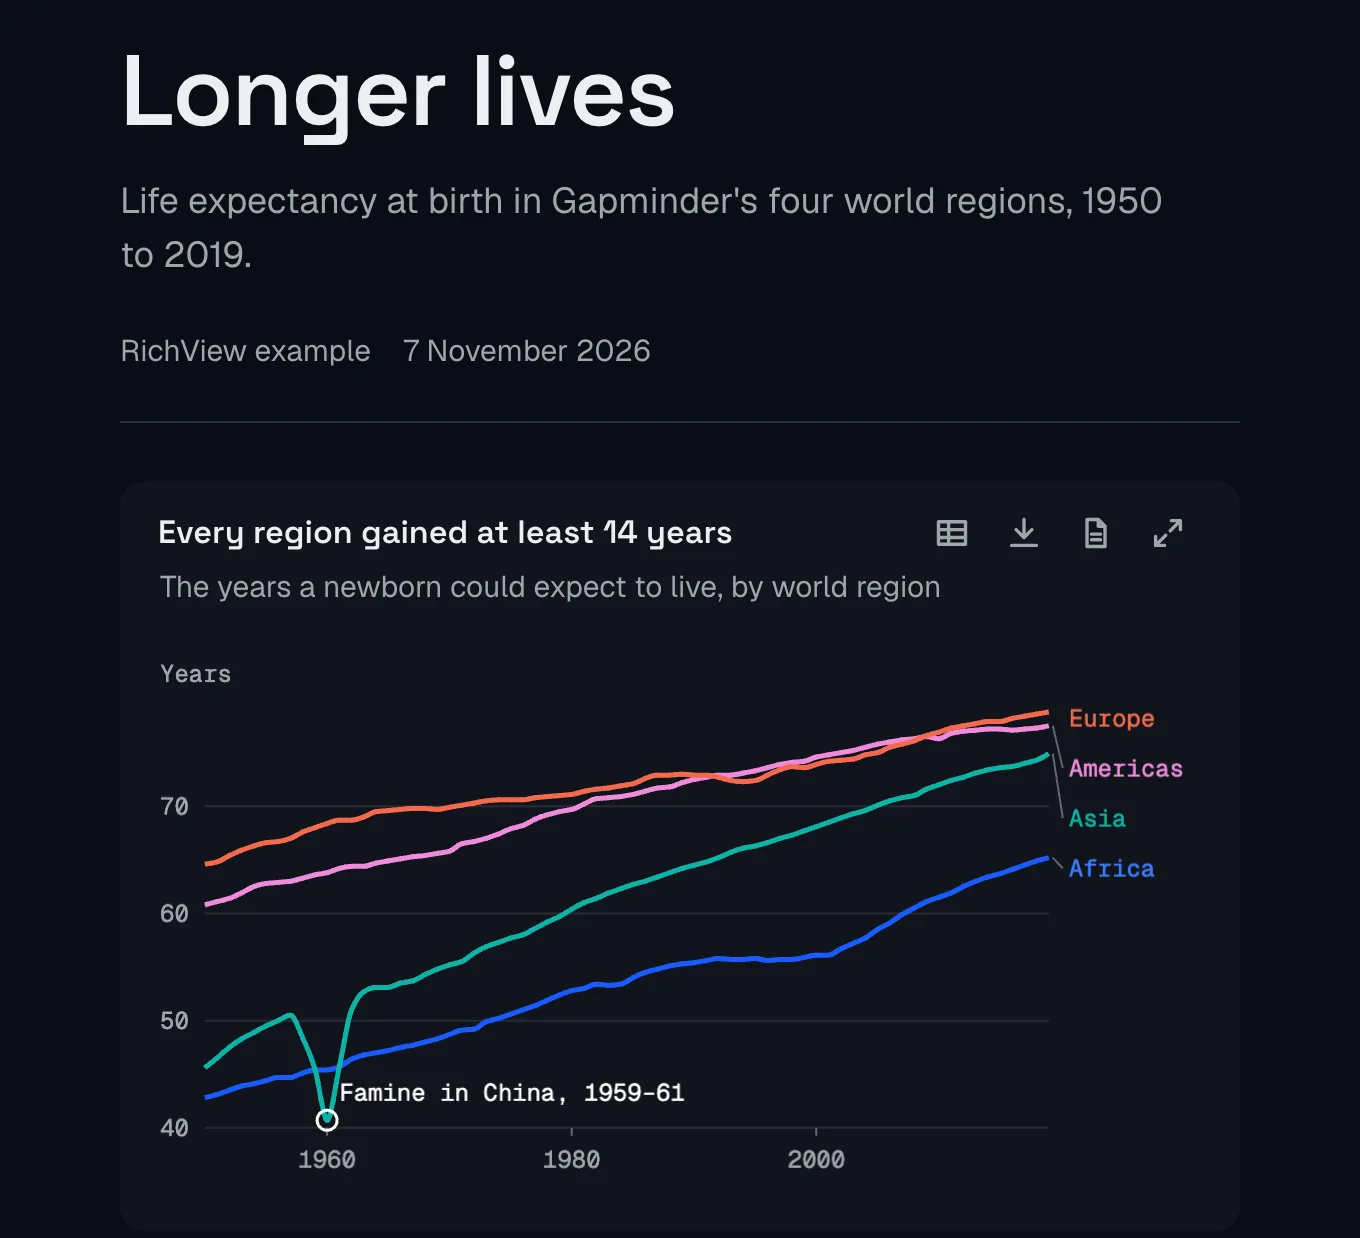 Longer lives
Life expectancy at birth in Gapminder's four world regions, 1950
to 2019.
RichView example 7 November 2026
Every region gained at least 14 years
The years a newborn could expect to live, by world region
Years
Europe
Americas
70
Asia
Africa
60
50
Famine in China, 1959–61
40
1960 1980 2000